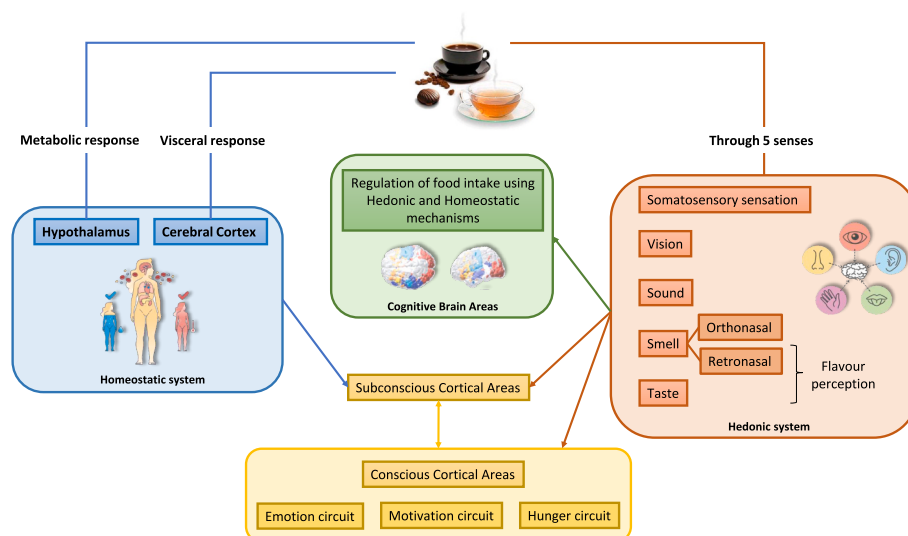 Metabolic response
Visceral response
Through 5 senses
Hypothalamus
Cerebral Cortex
Homeostatic system
Regulation of food intake using
Hedonic and Homeostatic
mechanisms
Cognitive Brain Areas
Somatosensory sensation
Vision
Sound
Smell
Orthonasal
Retronasal
Taste
Flavour
perception
Hedonic system
Subconscious Cortical Areas
Conscious Cortical Areas
Emotion circuit
Motivation circuit
Hunger circuit